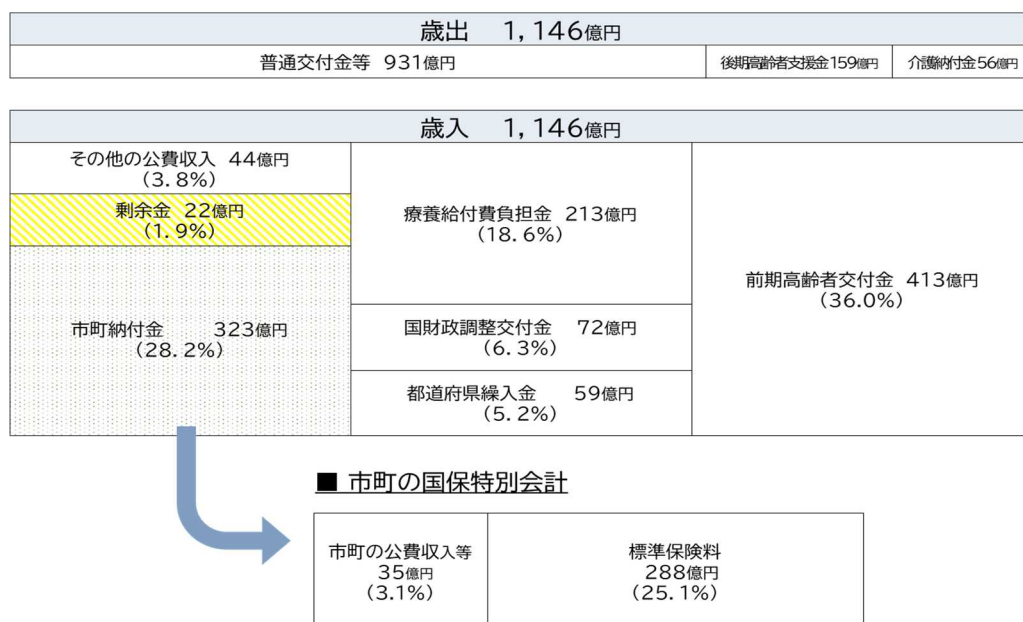 歳出 1,146億円
普通交付金等 931億円
後期高齢者支援金159億円
介護納付金56億円
歳入 1,146億円
その他の公費収入 44億円
(3.8%)
剰余金 22億円
(1.9%)
市町納付金 323億円
(28.2%)
療養給付費負担金 213億円
(18.6%)
国財政調整交付金 72億円
(6.3%)
都道府県繰入金 59億円
(5.2%)
前期高齢者交付金 413億円
(36.0%)
■ 市町の国保特別会計
市町の公費収入等
35億円
(3.1%)
標準保険料
288億円
(25.1%)